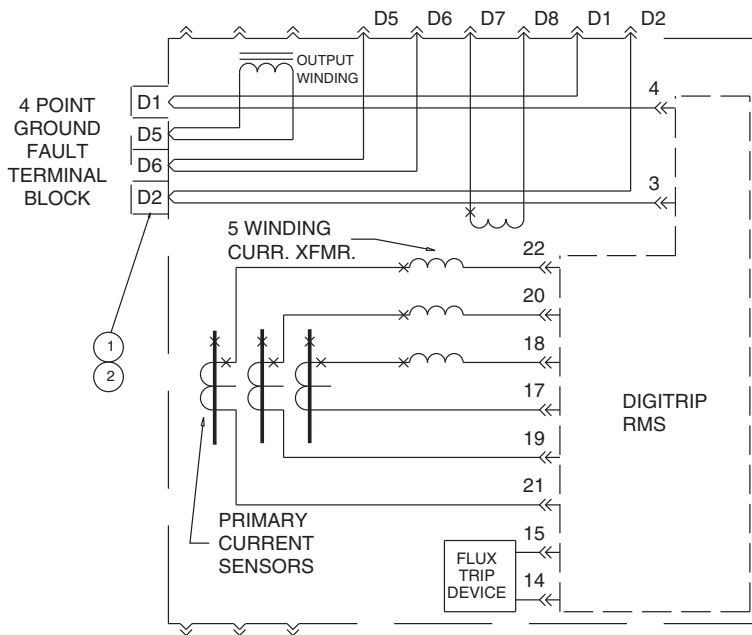 D5 D6 D7 D8 D1 D2
OUTPUT
WINDING
4
4 POINT
GROUND
FAULT
TERMINAL
BLOCK
D1
D5
D6
D2
3
5 WINDING
CURR. XFMR.
22
20
18
17
19
21
15
14
1
2
DIGITRIP
RMS
PRIMARY
CURRENT
SENSORS
FLUX
TRIP
DEVICE